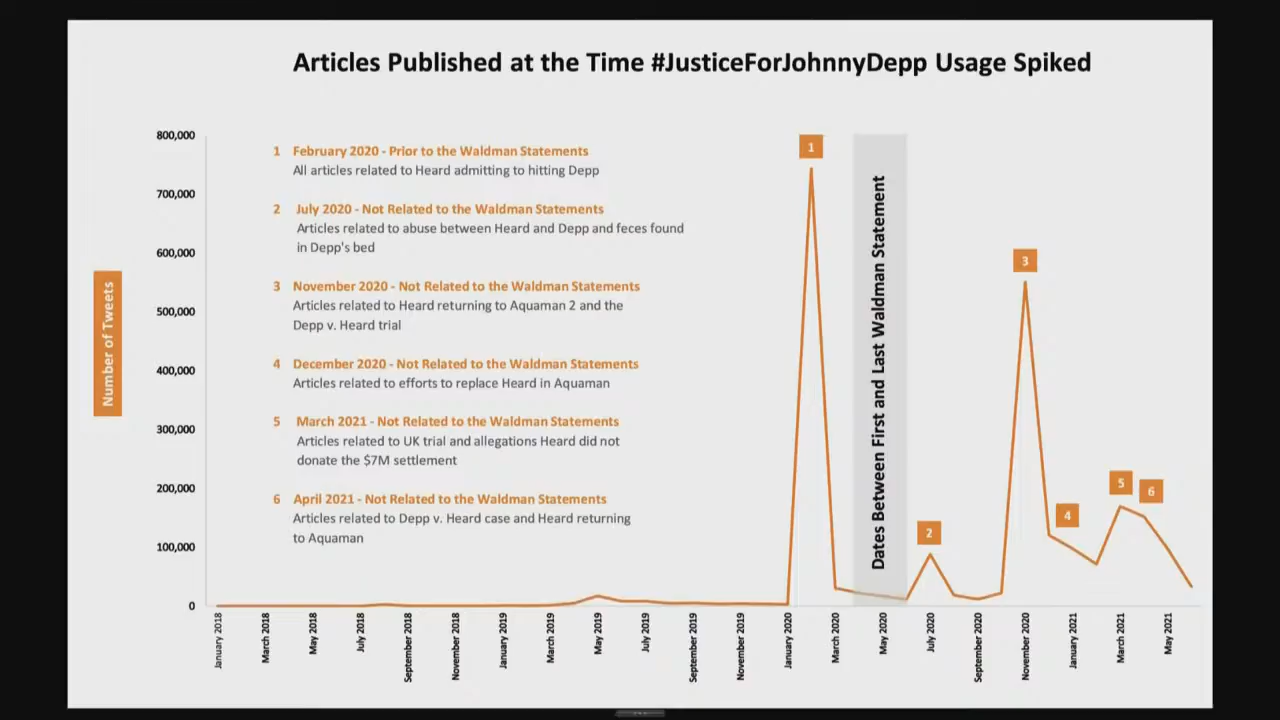 Articles Published at the Time #JusticeForJohnnyDepp Usage Spiked
Number of Tweets
800,000
700,000
600,000
500,000
400,000
300,000
200,000
100,000
0
1 February 2020 - Prior to the Waldman Statements
All articles related to Heard admitting to hitting Depp
2 July 2020 - Not Related to the Waldman Statements
Articles related to abuse between Heard and Depp and feces found
in Depp's bed
3 November 2020 - Not Related to the Waldman Statements
Articles related to Heard returning to Aquaman 2 and the
Depp v. Heard trial
4 December 2020 - Not Related to the Waldman Statements
Articles related to efforts to replace Heard in Aquaman
5 March 2021 - Not Related to the Waldman Statements
Articles related to UK trial and allegations Heard did not
donate the $7M settlement
6 April 2021 - Not Related to the Waldman Statements
Articles related to Depp v. Heard case and Heard returning
to Aquaman
1
Dates Between First and Last Waldman Statement
2
3
4
5
6
January 2018
March 2018
May 2018
July 2018
September 2018
November 2018
January 2019
March 2019
May 2019
July 2019
September 2019
November 2019
January 2020
March 2020
May 2020
July 2020
September 2020
November 2020
January 2021
March 2021
May 2021